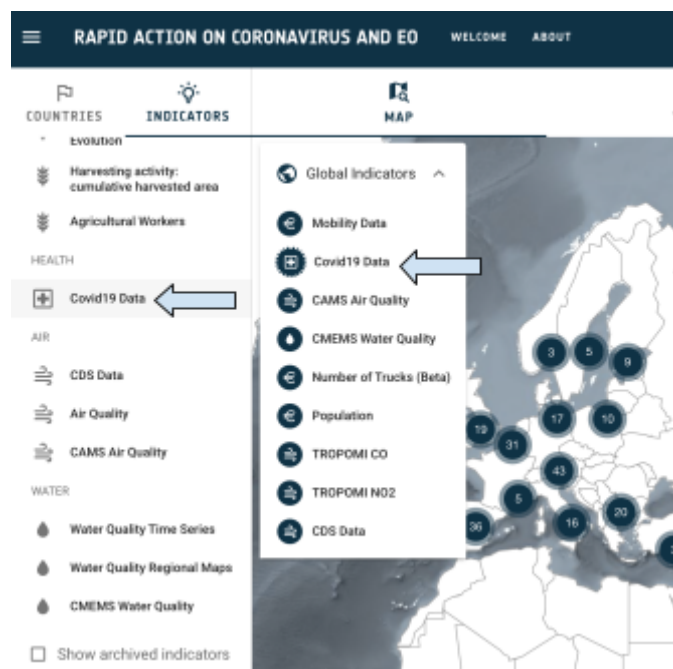 RAPID ACTION ON CORONAVIRUS AND EO
WELCOME
ABOUT
COUNTRIES
INDICATORS
MAP
Evolution
Harvesting activity:
cumulative harvested area
Agricultural Workers
HEALTH
Covid19 Data
AIR
CDS Data
Air Quality
CAMS Air Quality
WATER
Water Quality Time Series
Water Quality Regional Maps
CMEMS Water Quality
Show archived indicators
Global Indicators
Mobility Data
Covid19 Data
CAMS Air Quality
CMEMS Water Quality
Number of Trucks (Beta)
Population
TROPOMI CO
TROPOMI NO2
CDS Data
3
5
9
17
10
19
31
43
5
20
36
16